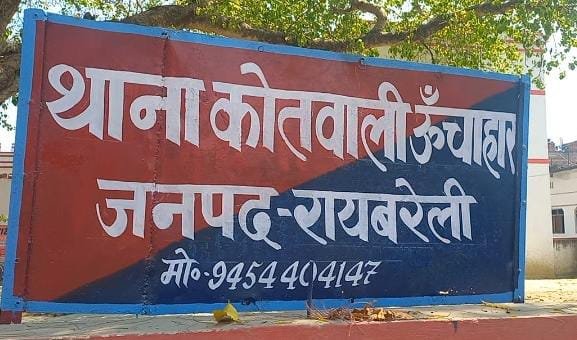 थाना कोतवाली ऊँचाहार
जनपद-रायबरेली
मो०-9454404147